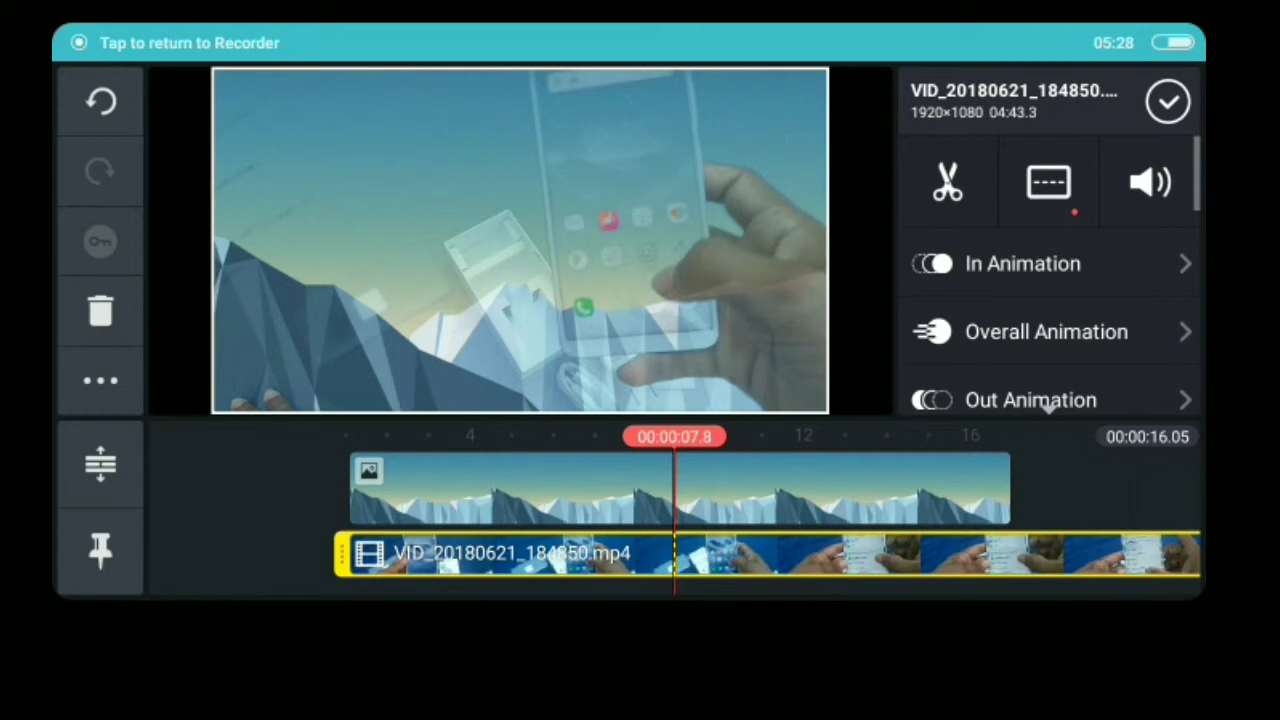 Tap to return to Recorder
05:28
VID_20180621_184850....
1920×1080 04:43.3
In Animation
Overall Animation
Out Animation
4
00:00:07.8
12
16
00:00:16.05
VID_20180621_184850.mp4